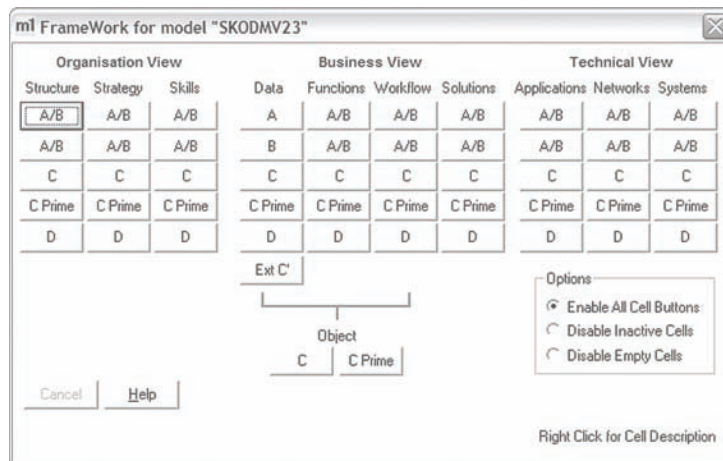 m1 FrameWork for model "SKODMV23"
Organisation View Business View Technical View
Structure Strategy Skills Data Functions Workflow Solutions Applications Networks Systems
A/B A/B A/B A A/B A/B A/B A/B A/B A/B
A/B A/B A/B B A/B A/B A/B A/B A/B A/B
C C C C C C C C C C
C Prime C Prime C Prime C Prime C Prime C Prime C Prime C Prime C Prime C Prime
D D D D D D D D D D
Ext C'
Options
Enable All Cell Buttons
Disable Inactive Cells
Disable Empty Cells
Object
C C Prime
Cancel Help
Right Click for Cell Description